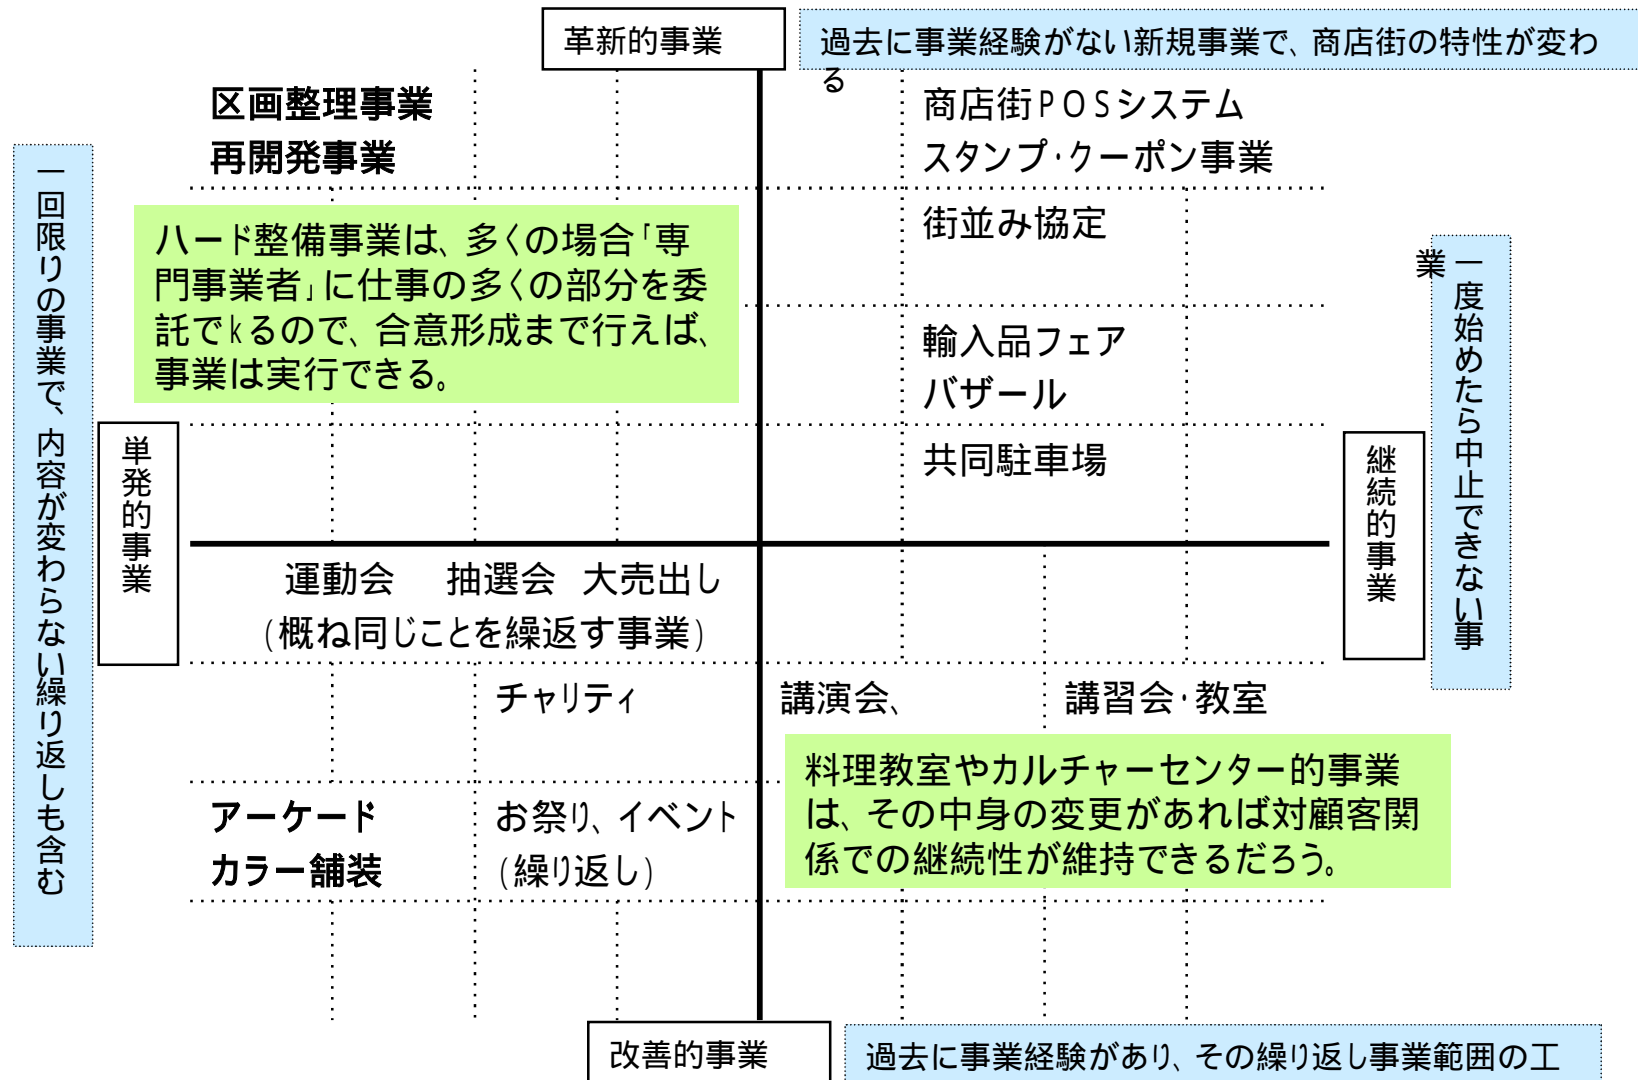 革新的事業
過去に事業経験がない新規事業で、商店街の特性が変わ
る
区画整理事業
再開発事業
商店街POSシステム
スタンプ・クーポン事業
一回限りの事業で、内容が変わらない繰り返しも含む
ハード整備事業は、多くの場合「専
門事業者」に仕事の多くの部分を委
託でkるので、合意形成まで行えば、
事業は実行できる。
街並み協定
一度始めたら中止できない事
業
輸入品フェア
バザール
単発的事業
共同駐車場
継続的事業
運動会 抽選会 大売出し
(概ね同じことを繰返す事業)
チャリティ
講演会、
講習会・教室
料理教室やカルチャーセンター的事業
は、その中身の変更があれば対顧客関
係での継続性が維持できるだろう。
アーケード
カラー舗装
お祭り、イベント
(繰り返し)
改善的事業
過去に事業経験があり、その繰り返し事業範囲の工